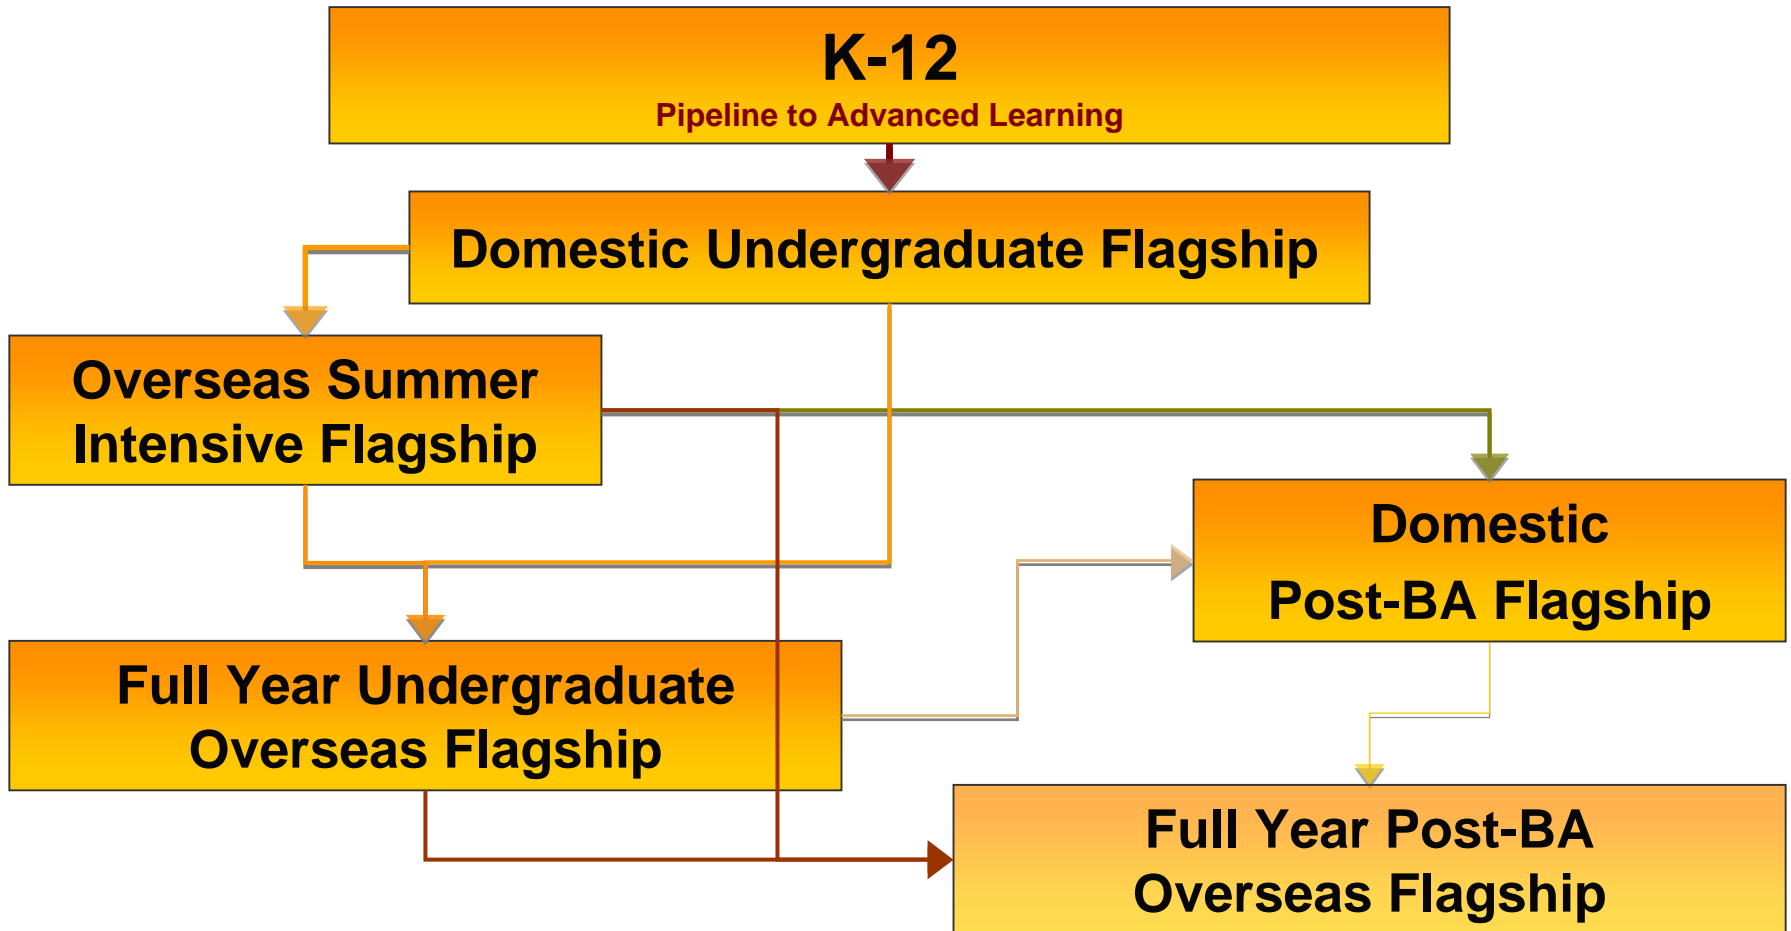 K-12
Pipeline to Advanced Learning
Domestic Undergraduate Flagship
Overseas Summer
Intensive Flagship
Domestic
Post-BA Flagship
Full Year Undergraduate
Overseas Flagship
Full Year Post-BA
Overseas Flagship